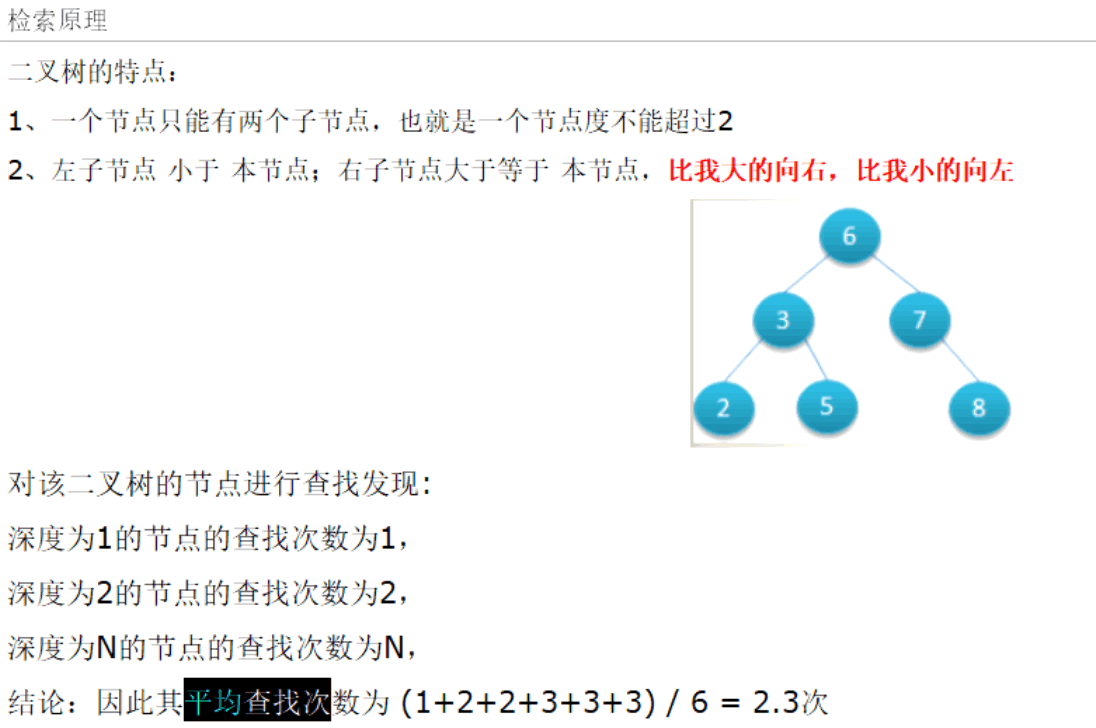 检索原理
二叉树的特点：
1、一个节点只能有两个子节点，也就是一个节点度不能超过2
2、左子节点 小于 本节点；右子节点大于等于 本节点，比我大的向右，比我小的向左
6
3 7
2 5 8
对该二叉树的节点进行查找发现:
深度为1的节点的查找次数为1，
深度为2的节点的查找次数为2，
深度为N的节点的查找次数为N，
结论：因此其平均查找次数为 (1+2+2+3+3+3) / 6 = 2.3次